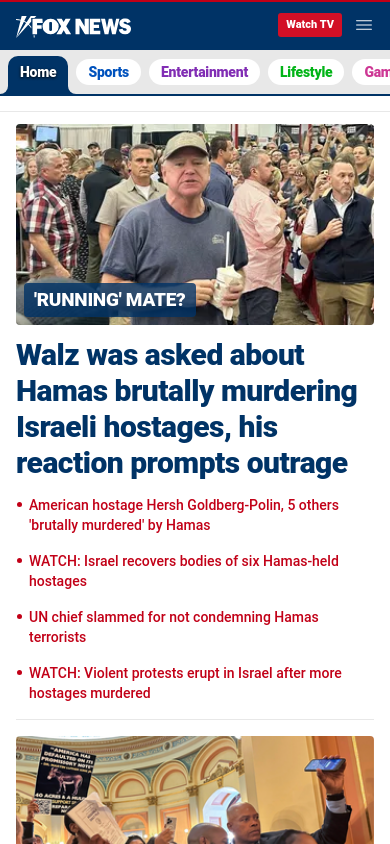 FOX NEWS
Watch TV
Home
Sports
Entertainment
Lifestyle
Gam
'RUNNING' MATE?
Walz was asked about
Hamas brutally murdering
Israeli hostages, his
reaction prompts outrage
American hostage Hersh Goldberg-Polin, 5 others
'brutally murdered' by Hamas
WATCH: Israel recovers bodies of six Hamas-held
hostages
UN chief slammed for not condemning Hamas
terrorists
WATCH: Violent protests erupt in Israel after more
hostages murdered
"AMERICA HAS
DEFAULTED ON ITS
PROMISSORY NOTE"
40 ACRES & A MULE